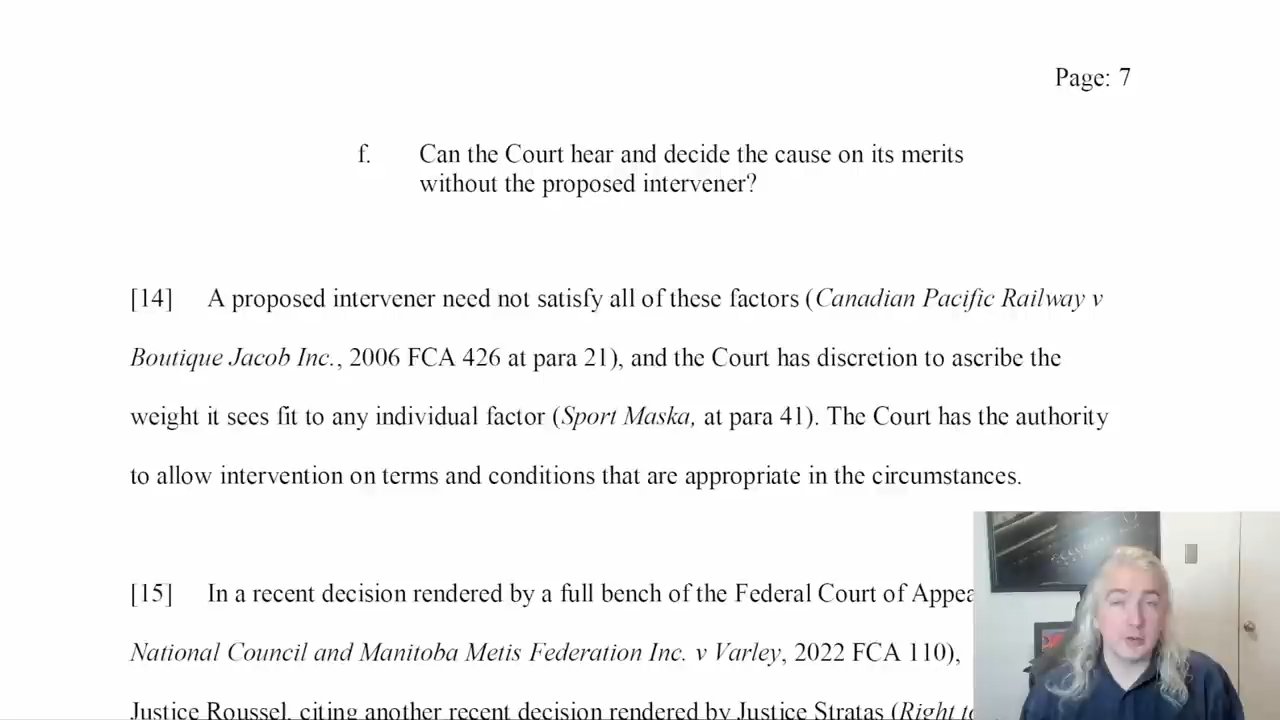 Page: 7
f. Can the Court hear and decide the cause on its merits
without the proposed intervener?
[14] A proposed intervener need not satisfy all of these factors (Canadian Pacific Railway v
Boutique Jacob Inc., 2006 FCA 426 at para 21), and the Court has discretion to ascribe the
weight it sees fit to any individual factor (Sport Maska, at para 41). The Court has the authority
to allow intervention on terms and conditions that are appropriate in the circumstances.
[15] In a recent decision rendered by a full bench of the Federal Court of Appea
National Council and Manitoba Metis Federation Inc. v Varley, 2022 FCA 110),
Justice Roussel, citing another recent decision rendered by Justice Stratas (Right to